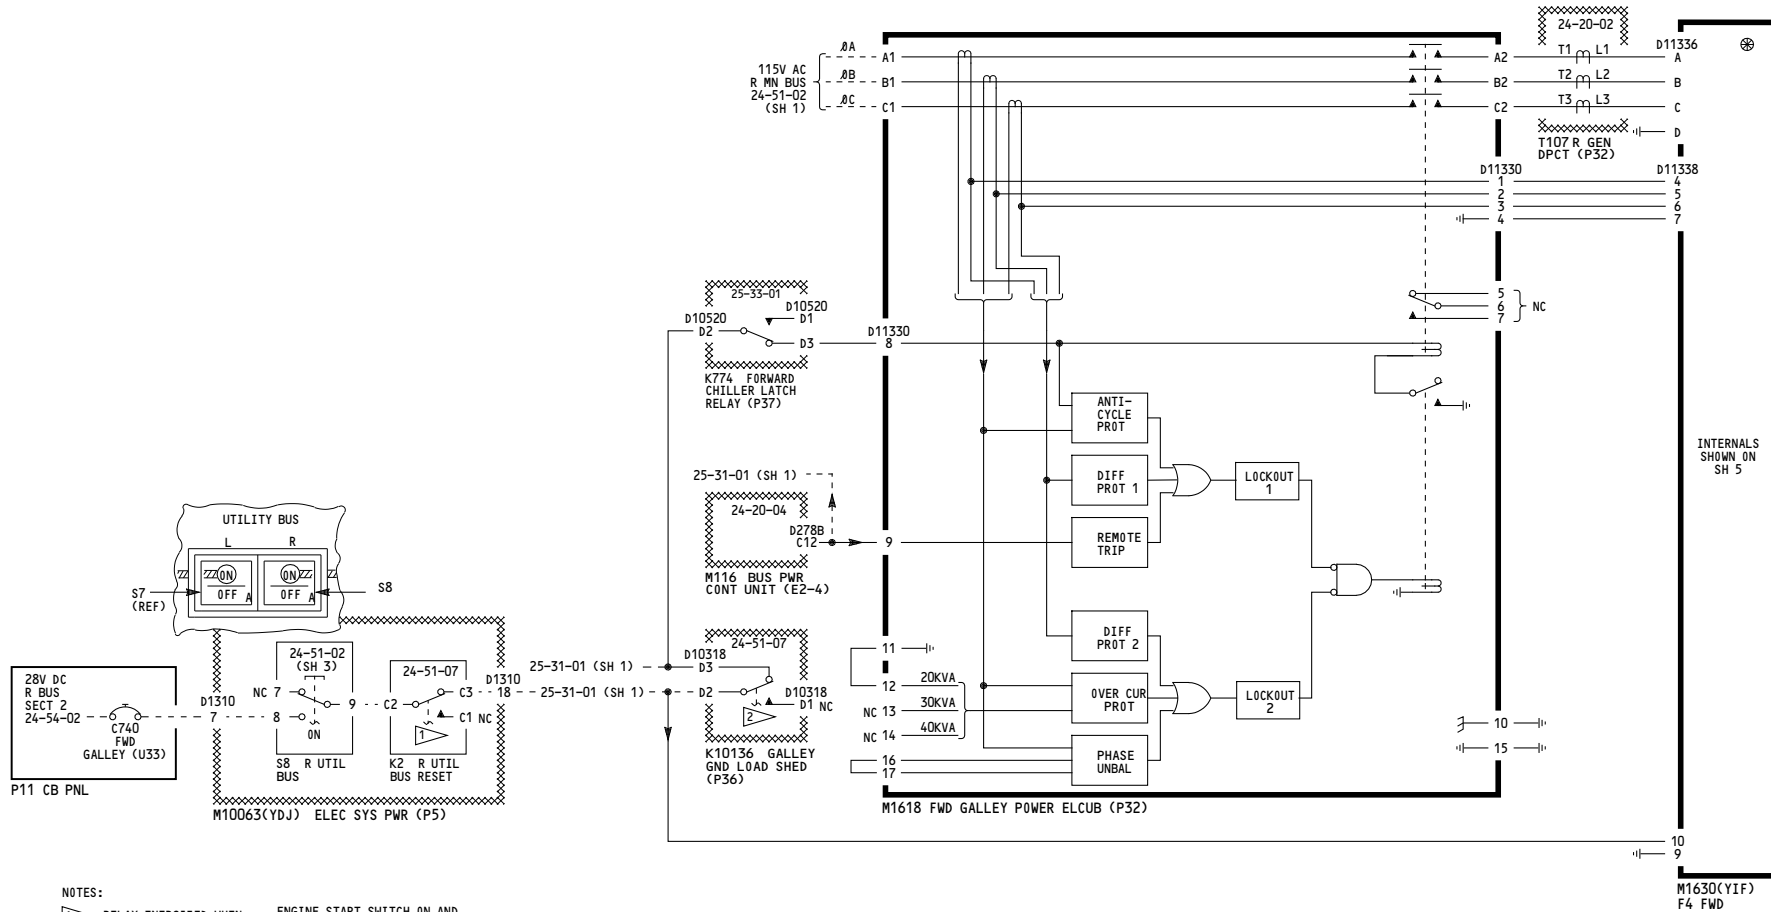 24-20-02
T1 L1
T2 L2
T3 L3
T107 R GEN
DPCT (P32)
D11336
A
B
C
D
D11338
4
5
6
7
115V AC
R MN BUS
24-51-02
(SH 1)
ØA
ØB
ØC
A1
B1
C1
A2
B2
C2
D11330
1
2
3
4
5
6
7
NC
25-33-01
D10520
D1
D10520
D2
D3
K774 FORWARD
CHILLER LATCH
RELAY (P37)
D11330
8
ANTI-
CYCLE
PROT
DIFF
PROT 1
REMOTE
TRIP
LOCKOUT
1
INTERNALS
SHOWN ON
SH 5
25-31-01 (SH 1)
24-20-04
D278B
C12
9
M116 BUS PWR
CONT UNIT (E2-4)
UTILITY BUS
L R
ON ON
OFF A OFF A
S7
(REF)
S8
24-51-07
D10318
D3
D2
D10318
D1 NC
2
K10136 GALLEY
GND LOAD SHED
(P36)
25-31-01 (SH 1)
25-31-01 (SH 1)
28V DC
R BUS
SECT 2
24-54-02
C740
FWD
GALLEY (U33)
P11 CB PNL
D1310
7
24-51-02
(SH 3)
NC 7
8
9
ON
S8 R UTIL
BUS
24-51-07
C2
C3
C1 NC
1
K2 R UTIL
BUS RESET
D1310
18
M10063(YDJ) ELEC SYS PWR (P5)
11
12
NC 13
NC 14
16
17
20KVA
30KVA
40KVA
DIFF
PROT 2
OVER CUR
PROT
PHASE
UNBAL
LOCKOUT
2
10
15
M1618 FWD GALLEY POWER ELCUB (P32)
10
9
M1630(YIF)
F4 FWD
NOTES: